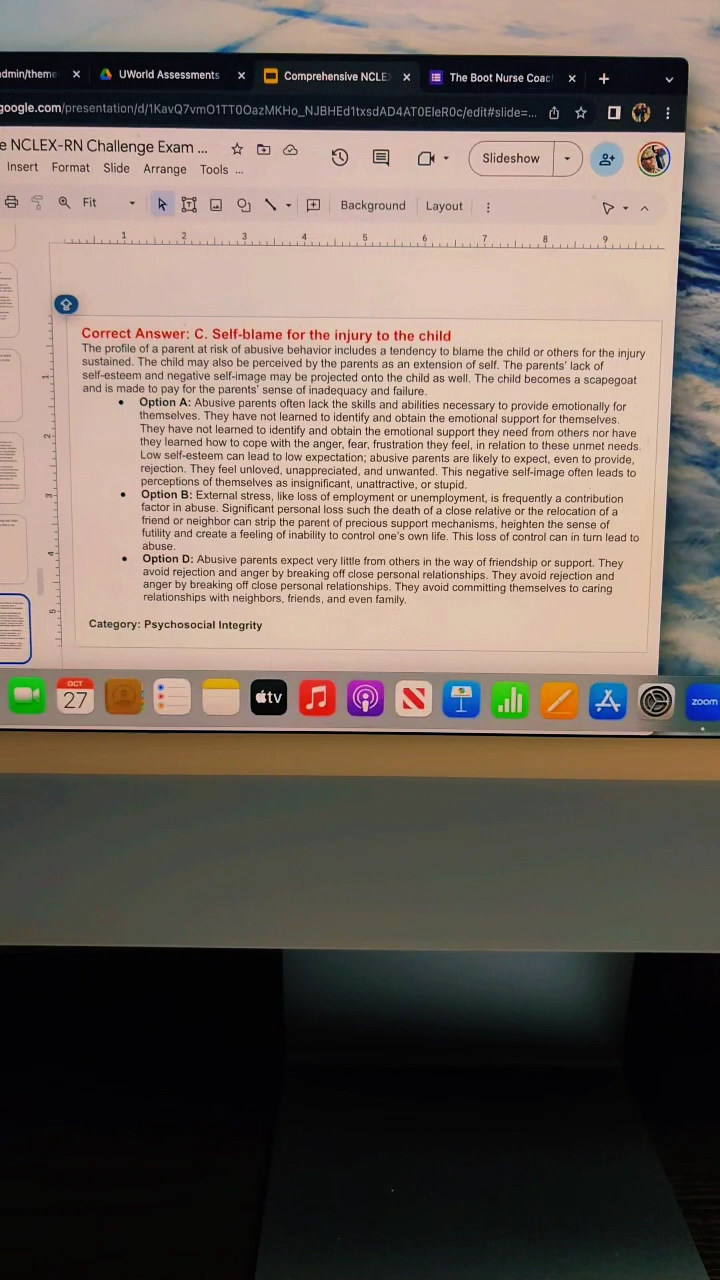 dmin/theme
UWorld Assessments
Comprehensive NCLE
The Boot Nurse Coac
google.com/presentation/d/1KavQ7vmO1TT0OazMKHo_NJBHEd1txsdAD4AT0EleR0c/edit#slide=...
e NCLEX-RN Challenge Exam ...
Insert Format Slide Arrange Tools ...
Slideshow
Fit
Background
Layout
1 2 3 4 5 6 7 8 9
Correct Answer: C. Self-blame for the injury to the child
The profile of a parent at risk of abusive behavior includes a tendency to blame the child or others for the injury
sustained. The child may also be perceived by the parents as an extension of self. The parents' lack of
self-esteem and negative self-image may be projected onto the child as well. The child becomes a scapegoat
and is made to pay for the parents' sense of inadequacy and failure.
• Option A: Abusive parents often lack the skills and abilities necessary to provide emotionally for
themselves. They have not learned to identify and obtain the emotional support for themselves.
They have not learned to identify and obtain the emotional support they need from others nor have
they learned how to cope with the anger, fear, frustration they feel, in relation to these unmet needs.
Low self-esteem can lead to low expectation; abusive parents are likely to expect, even to provide,
rejection. They feel unloved, unappreciated, and unwanted. This negative self-image often leads to
perceptions of themselves as insignificant, unattractive, or stupid.
• Option B: External stress, like loss of employment or unemployment, is frequently a contribution
factor in abuse. Significant personal loss such the death of a close relative or the relocation of a
friend or neighbor can strip the parent of precious support mechanisms, heighten the sense of
futility and create a feeling of inability to control one's own life. This loss of control can in turn lead to
abuse.
• Option D: Abusive parents expect very little from others in the way of friendship or support. They
avoid rejection and anger by breaking off close personal relationships. They avoid rejection and
anger by breaking off close personal relationships. They avoid committing themselves to caring
relationships with neighbors, friends, and even family.
Category: Psychosocial Integrity
1
2
3
4
5
OCT
27
tv
zoom